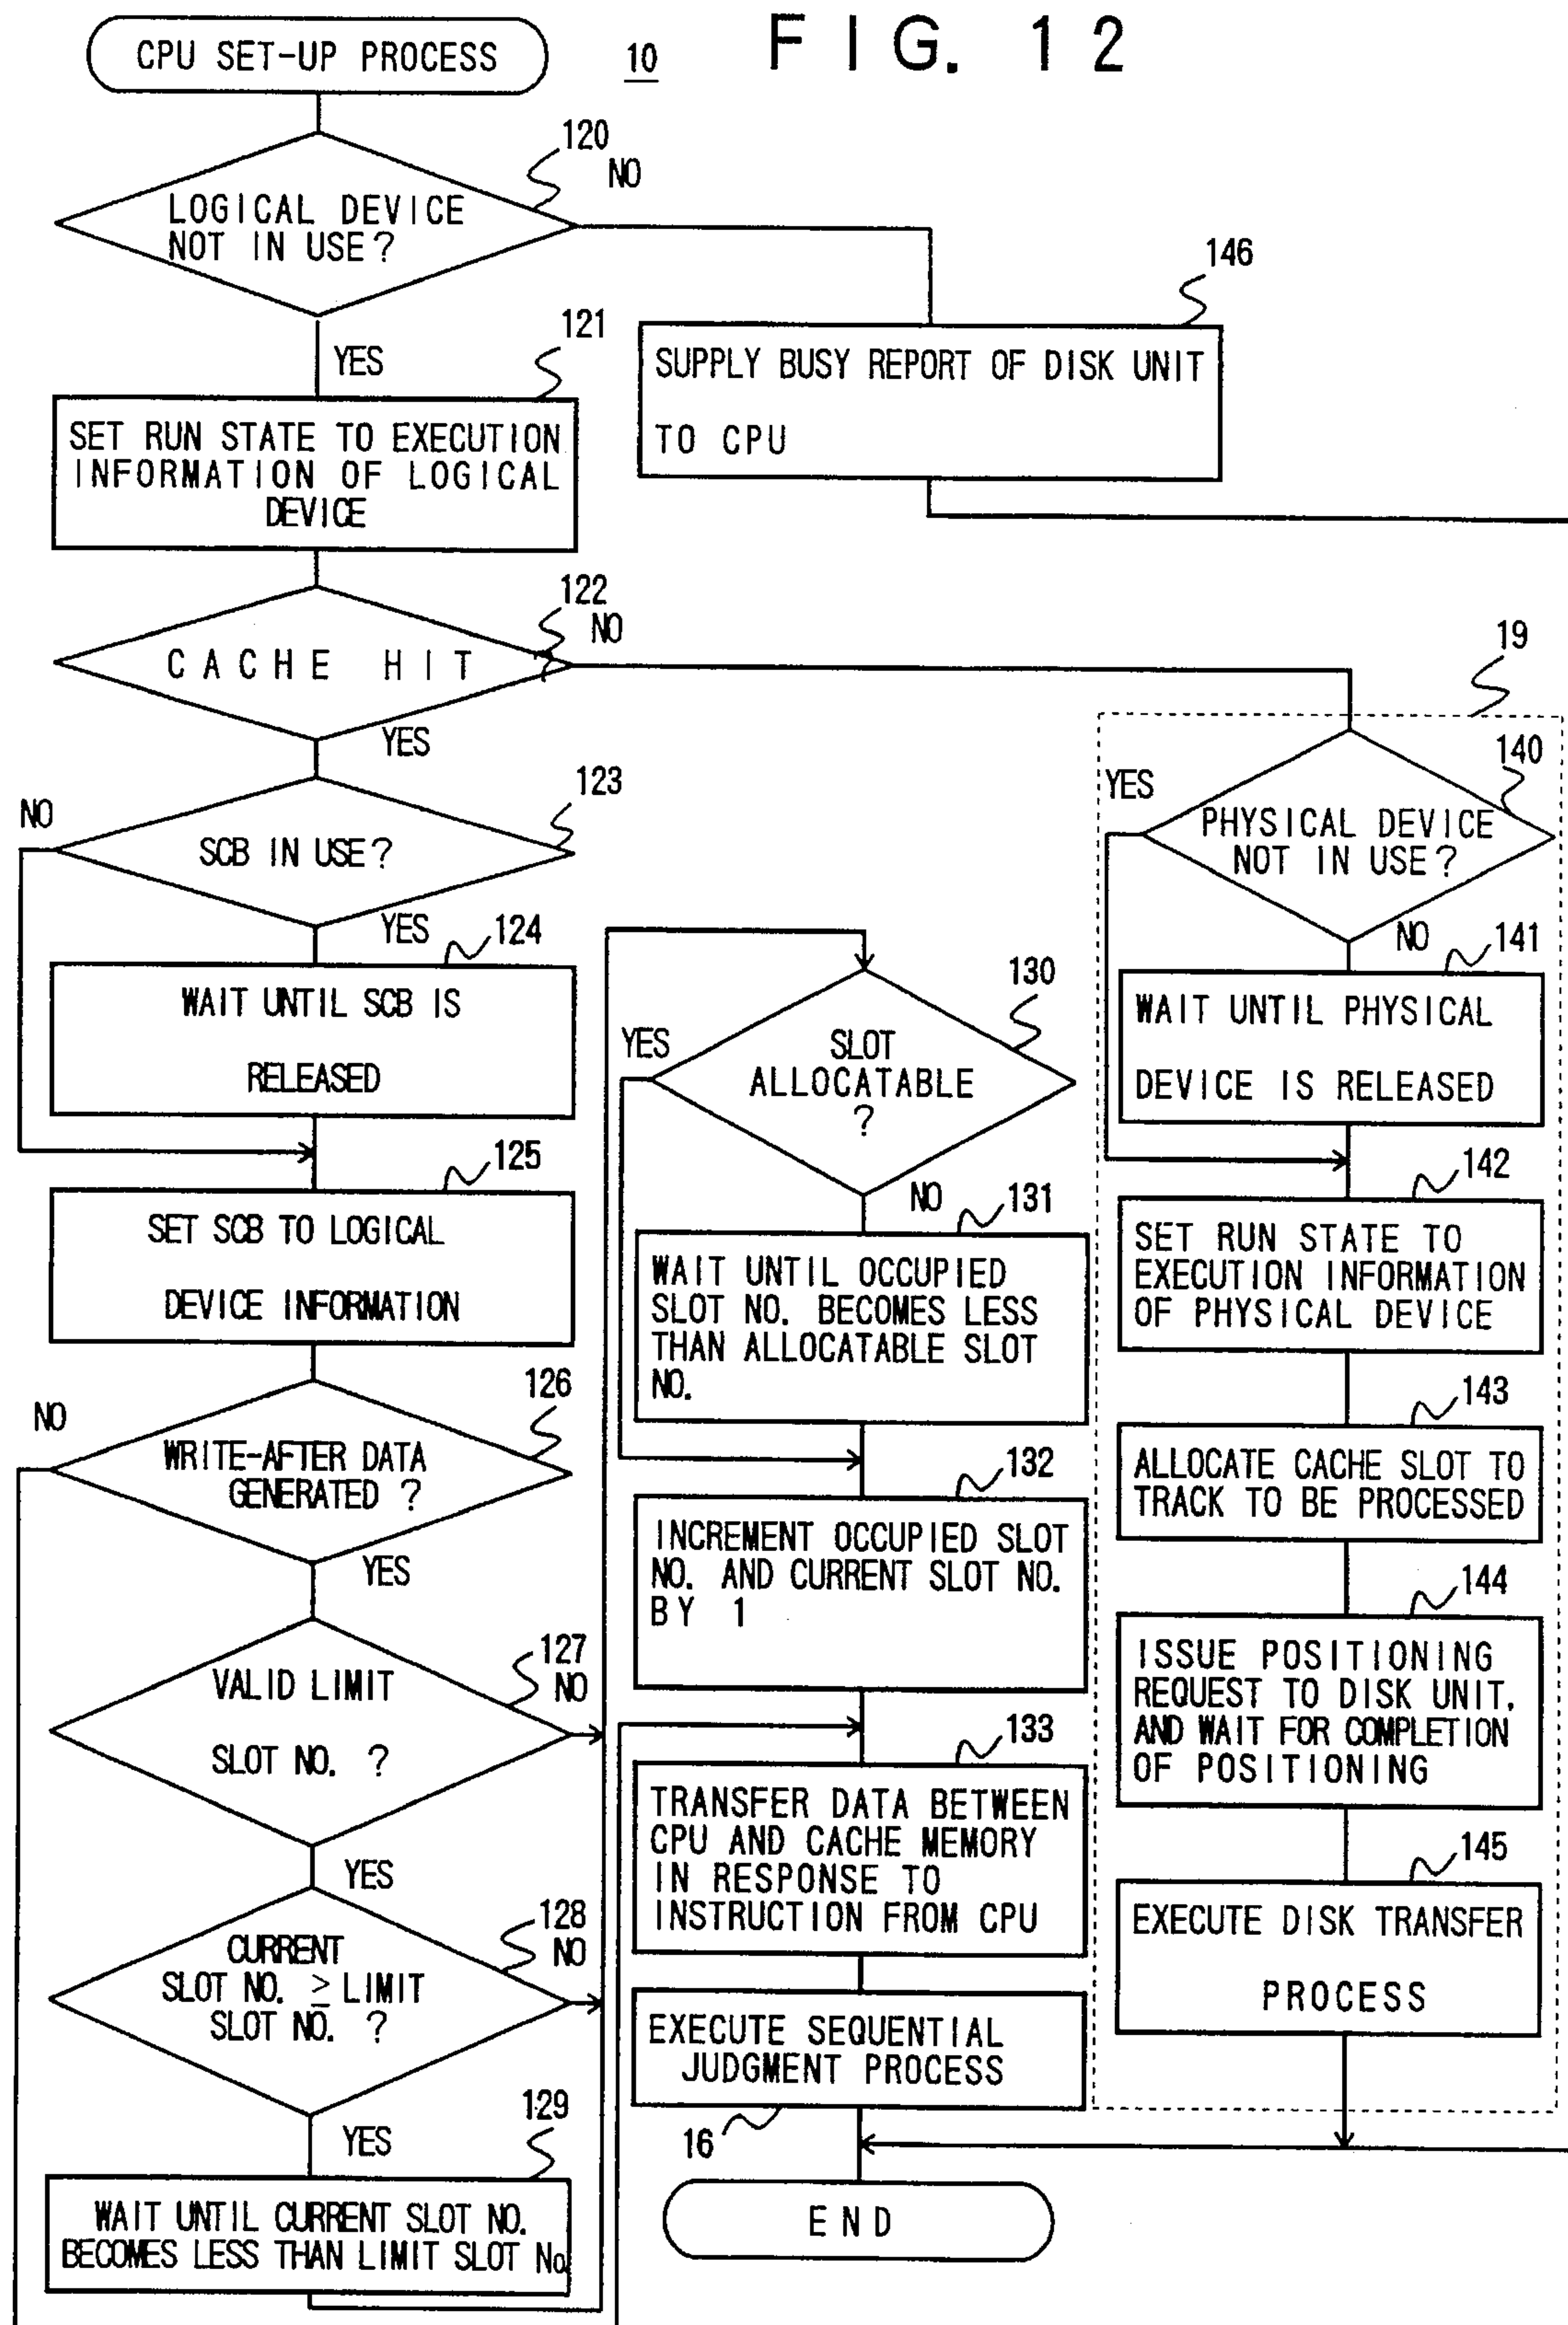 FIG. 12
10
CPU SET-UP PROCESS
120
NO
LOGICAL DEVICE
NOT IN USE?
YES
146
SUPPLY BUSY REPORT OF DISK UNIT
TO CPU
121
SET RUN STATE TO EXECUTION
INFORMATION OF LOGICAL
DEVICE
122
NO
CACHE HIT
YES
123
NO
SCB IN USE?
YES
124
WAIT UNTIL SCB IS
RELEASED
125
SET SCB TO LOGICAL
DEVICE INFORMATION
126
NO
WRITE-AFTER DATA
GENERATED ?
YES
127
NO
VALID LIMIT
SLOT NO. ?
YES
128
NO
CURRENT
SLOT NO. ≥ LIMIT
SLOT NO. ?
YES
129
WAIT UNTIL CURRENT SLOT NO.
BECOMES LESS THAN LIMIT SLOT No.
130
YES
SLOT
ALLOCATABLE
?
NO
131
WAIT UNTIL OCCUPIED
SLOT NO. BECOMES LESS
THAN ALLOCATABLE SLOT
NO.
132
INCREMENT OCCUPIED SLOT
NO. AND CURRENT SLOT NO.
BY 1
133
TRANSFER DATA BETWEEN
CPU AND CACHE MEMORY
IN RESPONSE TO
INSTRUCTION FROM CPU
EXECUTE SEQUENTIAL
JUDGMENT PROCESS
16
END
19
140
YES
PHYSICAL DEVICE
NOT IN USE?
NO
141
WAIT UNTIL PHYSICAL
DEVICE IS RELEASED
142
SET RUN STATE TO
EXECUTION INFORMATION
OF PHYSICAL DEVICE
143
ALLOCATE CACHE SLOT TO
TRACK TO BE PROCESSED
144
ISSUE POSITIONING
REQUEST TO DISK UNIT.
AND WAIT FOR COMPLETION
OF POSITIONING
145
EXECUTE DISK TRANSFER
PROCESS